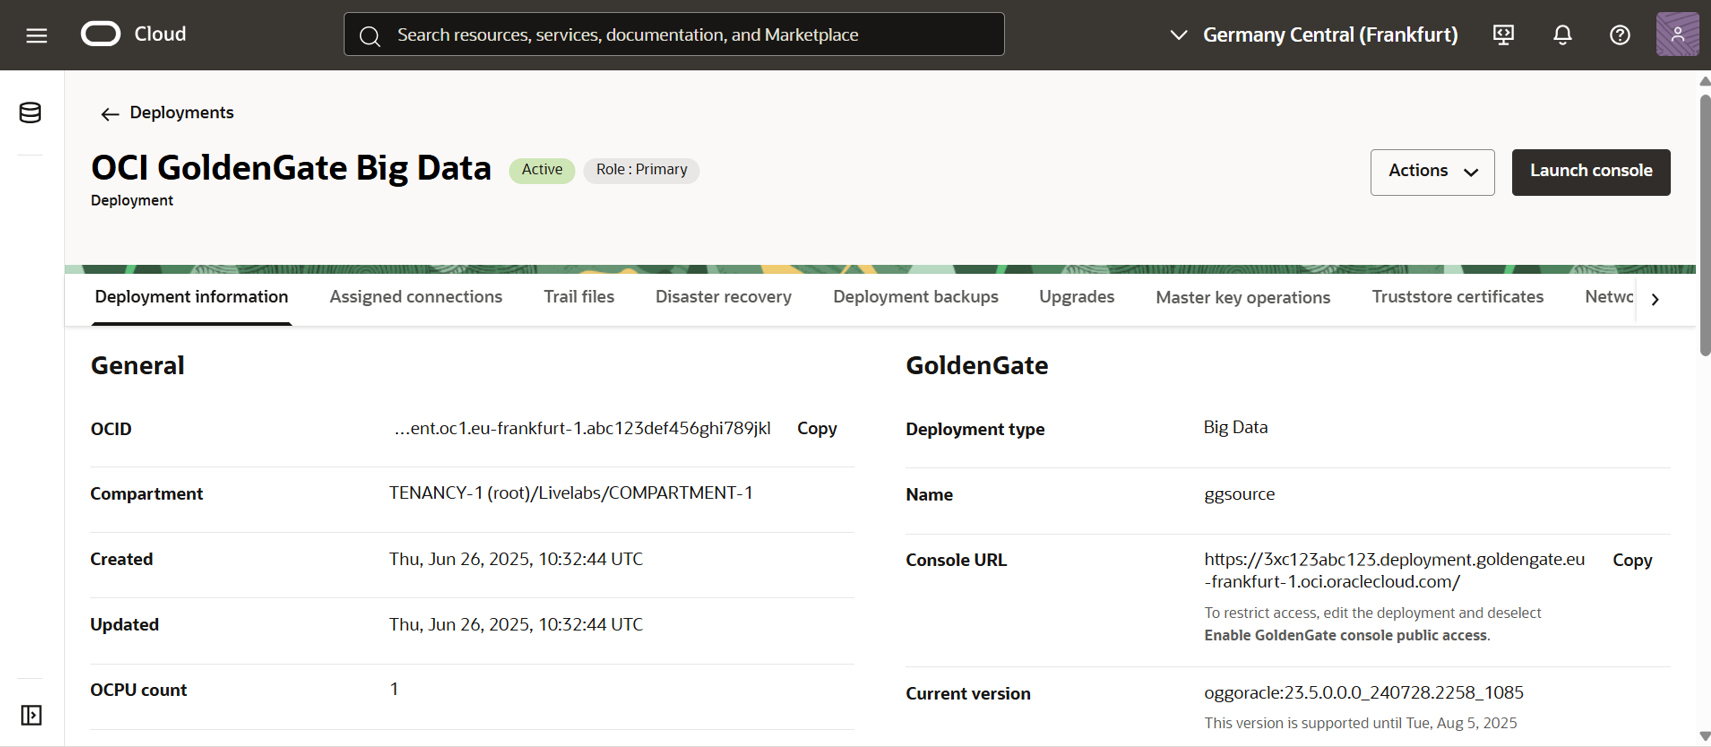 Cloud
Search resources, services, documentation, and Marketplace
Germany Central (Frankfurt)
Deployments
OCI GoldenGate Big Data
Active
Role : Primary
Deployment
Actions
Launch console
Deployment information
Assigned connections
Trail files
Disaster recovery
Deployment backups
Upgrades
Master key operations
Truststore certificates
Netwo
General
OCID
...ent.oc1.eu-frankfurt-1.abc123def456ghi789jkl
Copy
Compartment
TENANCY-1 (root)/Livelabs/COMPARTMENT-1
Created
Thu, Jun 26, 2025, 10:32:44 UTC
Updated
Thu, Jun 26, 2025, 10:32:44 UTC
OCPU count
1
GoldenGate
Deployment type
Big Data
Name
ggsource
Console URL
https://3xc123abc123.deployment.goldengate.eu
-frankfurt-1.oci.oraclecloud.com/
Copy
To restrict access, edit the deployment and deselect
Enable GoldenGate console public access.
Current version
oggoracle:23.5.0.0.0_240728.2258_1085
This version is supported until Tue, Aug 5, 2025